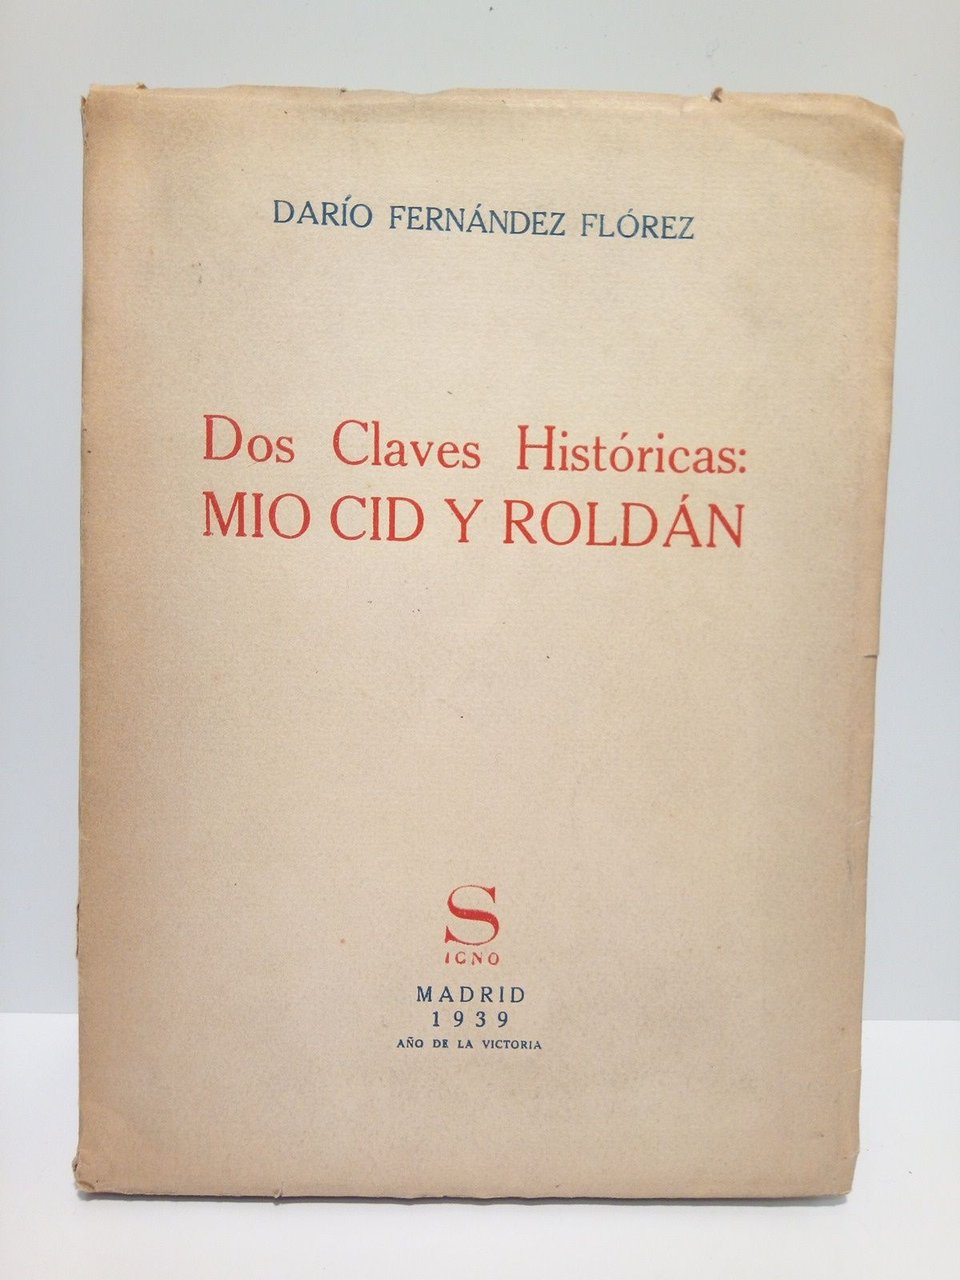 DARÍO FERNÁNDEZ FLÓREZ
Dos Claves Históricas:
MIO CID Y ROLDÁN
S
IGNO
MADRID
1939
AÑO DE LA VICTORIA